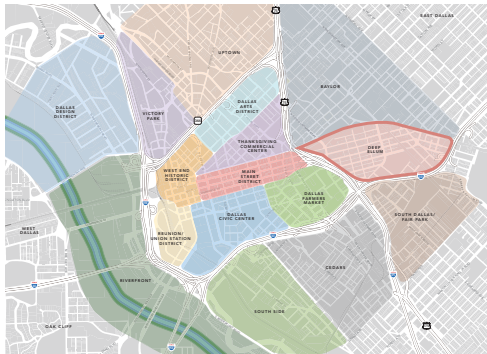 EAST DALLAS
UPTOWN
BAYLOR
DALLAS
DESIGN
DISTRICT
VICTORY
PARK
DALLAS
ARTS
DISTRICT
THANKSGIVING
COMMERCIAL
CENTER
DEEP
ELLUM
WEST END
HISTORIC
DISTRICT
MAIN
STREET
DISTRICT
DALLAS
FARMERS
MARKET
DALLAS
CIVIC CENTER
SOUTH DALLAS/
FAIR PARK
WEST
DALLAS
REUNION/
UNION STATION
DISTRICT
CEDARS
RIVERFRONT
SOUTH SIDE
OAK CLIFF